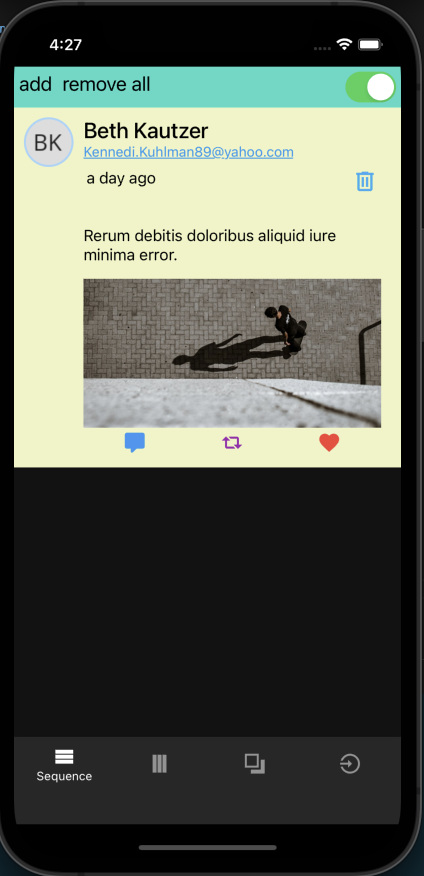 4:27
add remove all
BK
Beth Kautzer
Kennedi.Kuhlman89@yahoo.com
a day ago
Rerum debitis doloribus aliquid iure
minima error.
Sequence